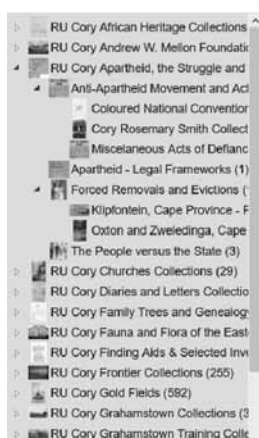 RU Cory African Heritage Collections
RU Cory Andrew W. Mellon Foundatio
RU Cory Apartheid, the Struggle and
Anti-Apartheid Movement and Act
Coloured National Convention
Cory Rosemary Smith Collect
Miscelaneous Acts of Defianc
Apartheid - Legal Frameworks (1)
Forced Removals and Evictions (
Klipfontein, Cape Province - F
Oxton and Zweledinga, Cape
The People versus the State (3)
RU Cory Churches Collections (29)
RU Cory Diaries and Letters Collectio
RU Cory Family Trees and Genealogy
RU Cory Fauna and Flora of the East
RU Cory Finding Aids & Selected Inve
RU Cory Frontier Collections (255)
RU Cory Gold Fields (592)
RU Cory Grahamstown Collections (3
RU Cory Grahamstown Training Colle